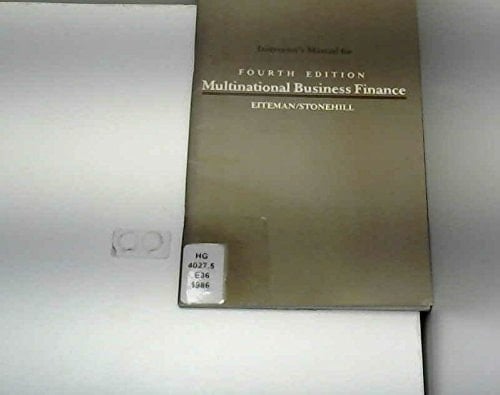 Instructor's Manual for
FOURTH EDITION
Multinational Business Finance
EITEMAN/STONEHILL
HG
4027.5
E36
1986